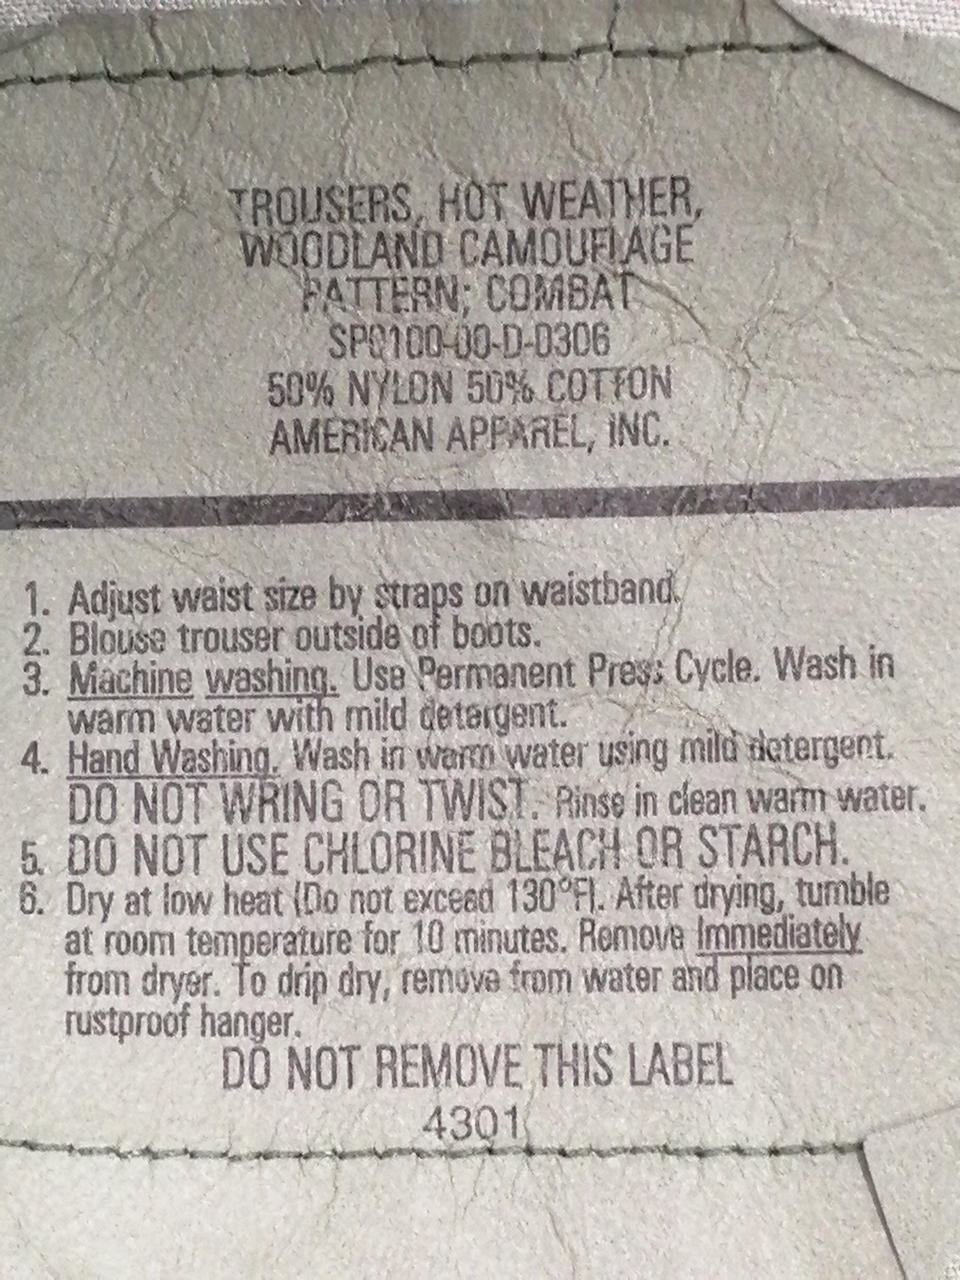 TROUSERS, HOT WEATHER,
WOODLAND CAMOUFLAGE
PATTERN; COMBAT
SP0100-00-D-0306
50% NYLON 50% COTTON
AMERICAN APPAREL, INC.
1. Adjust waist size by straps on waistband.
2. Blouse trouser outside of boots.
3. Machine washing. Use Permanent Press Cycle. Wash in
warm water with mild detergent.
4. Hand Washing. Wash in warm water using mild detergent.
DO NOT WRING OR TWIST. Rinse in clean warm water.
5. DO NOT USE CHLORINE BLEACH OR STARCH.
6. Dry at low heat (Do not exceed 130°F). After drying, tumble
at room temperature for 10 minutes. Remove Immediately
from dryer. To drip dry, remove from water and place on
rustproof hanger.
DO NOT REMOVE THIS LABEL
4301